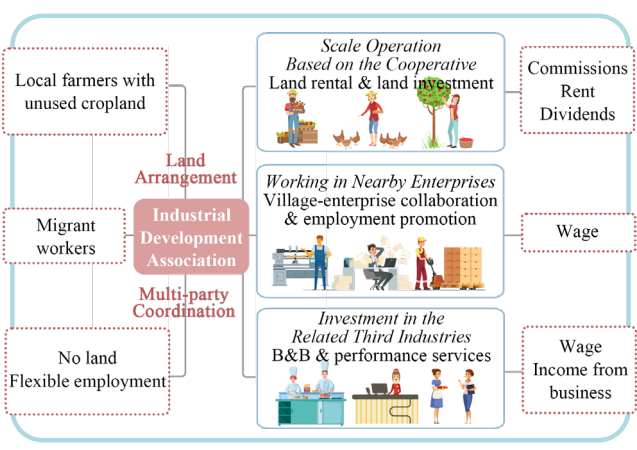 Local farmers with
unused cropland
Migrant
workers
No land
Flexible employment
Land
Arrangement
Industrial
Development
Association
Multi-party
Coordination
Scale Operation
Based on the Cooperative
Land rental & land investment
Working in Nearby Enterprises
Village-enterprise collaboration
& employment promotion
Investment in the
Related Third Industries
B&B & performance services
Commissions
Rent
Dividends
Wage
Wage
Income from
business